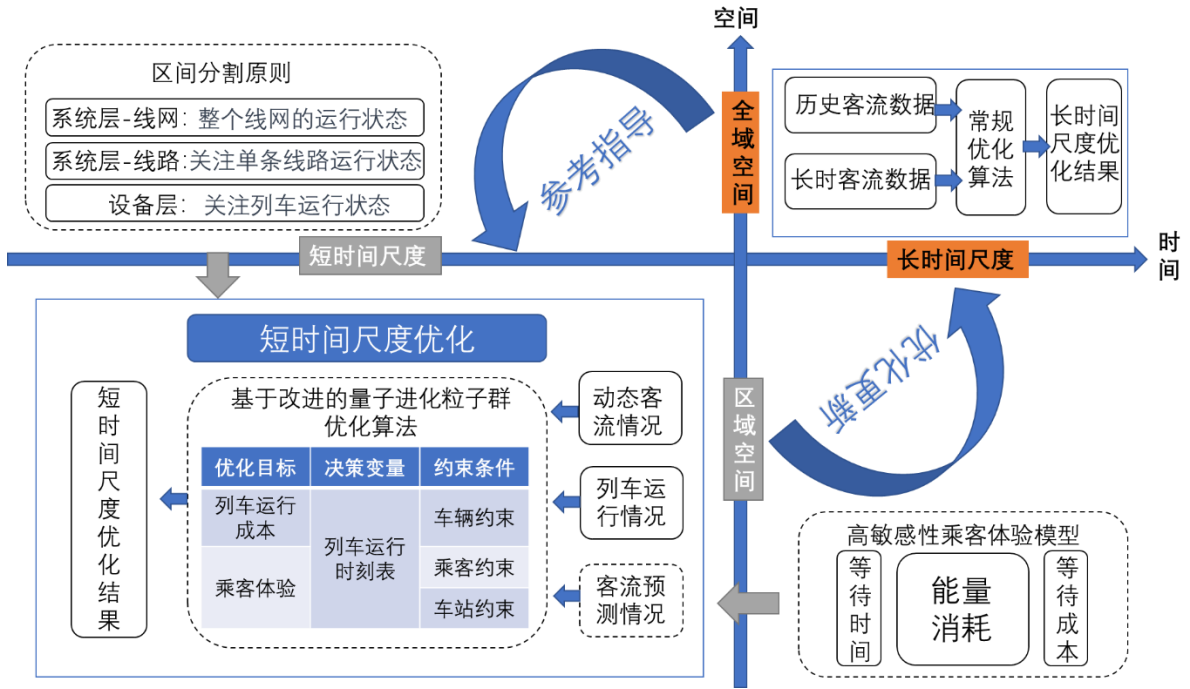 空间
区间分割原则
系统层-线网：整个线网的运行状态
系统层-线路:关注单条线路运行状态
设备层：关注列车运行状态
参考指导
全域空间
历史客流数据
长时客流数据
常规
优化
算法
长时间
尺度优
化结果
短时间尺度
长时间尺度
时
间
短时间尺度优化
短时间尺度优化结果
基于改进的量子进化粒子群
优化算法
优化目标 决策变量 约束条件
列车运行
成本
乘客体验
列车运行
时刻表
车辆约束
乘客约束
车站约束
动态客
流情况
列车运
行情况
客流预
测情况
区域空间
优化更新
高敏感性乘客体验模型
等待时间
能量
消耗
等待成本